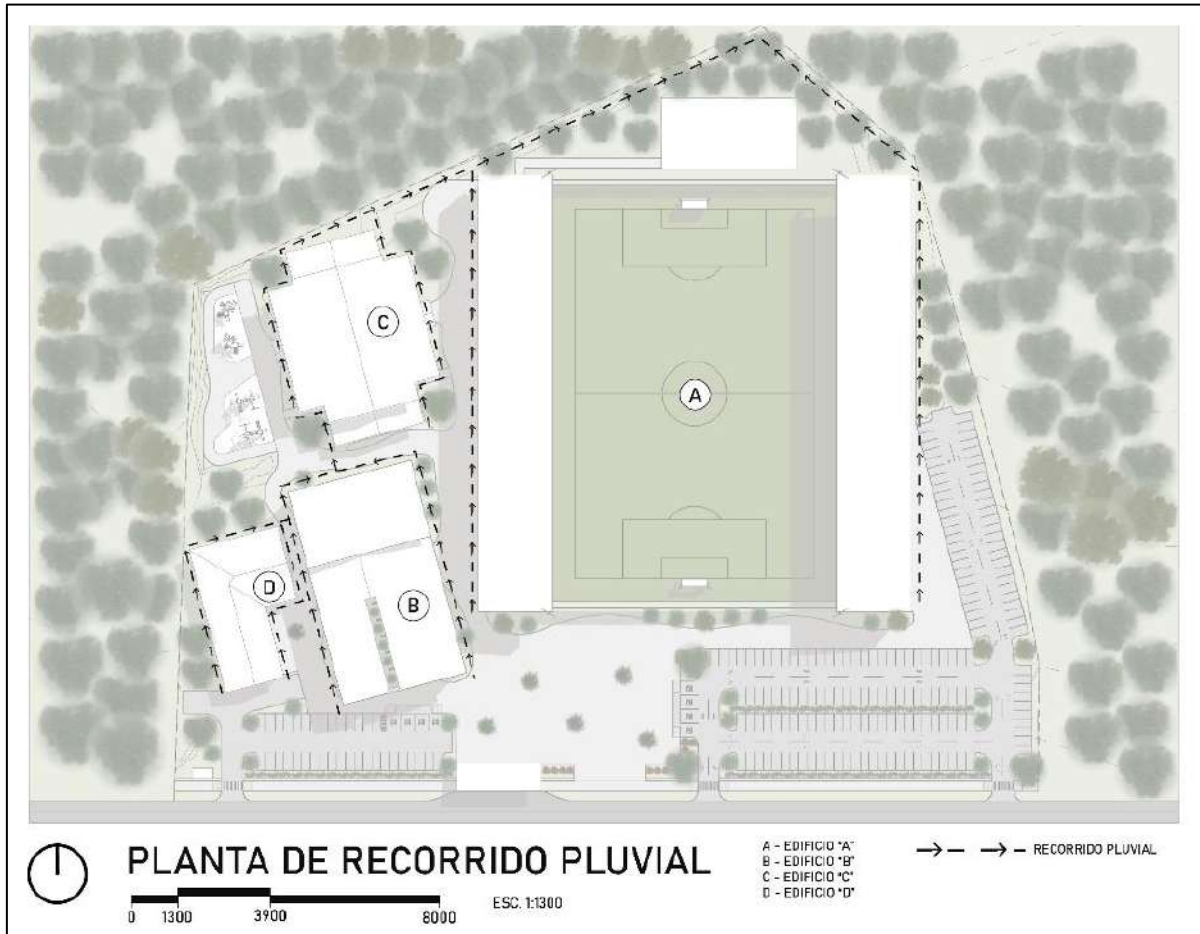 C
A
D
B
PLANTA DE RECORRIDO PLUVIAL
0 1300 3900 8000
ESC. 1:1300
A - EDIFICIO "A"
B - EDIFICIO "B"
C - EDIFICIO "C"
D - EDIFICIO "D"
RECORRIDO PLUVIAL